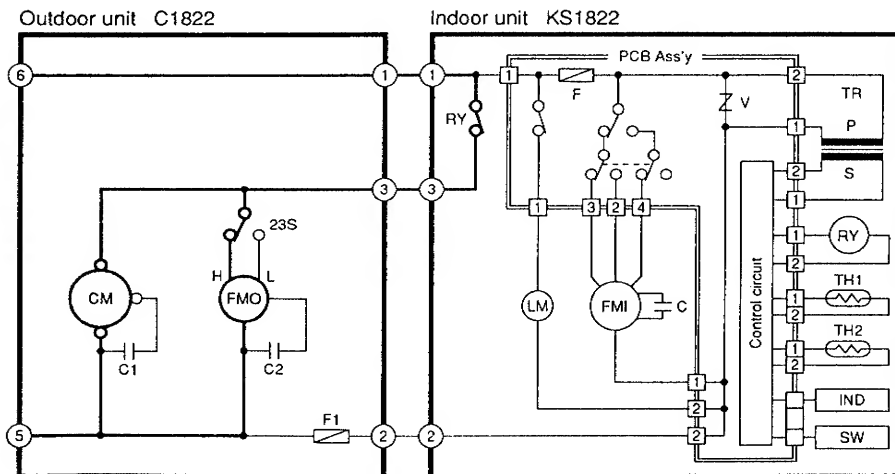 Outdoor unit C1822
Indoor unit KS1822
PCB Ass'y
6
1
1
1
2
F
RY
V
TR
1
P
3
3
2
S
1
23S
1
3
2
4
H
L
1
RY
2
CM
FMO
LM
FMI
C
Control circuit
1
TH1
2
C1
C2
1
TH2
2
1
IND
2
5
F1
2
2
2
SW